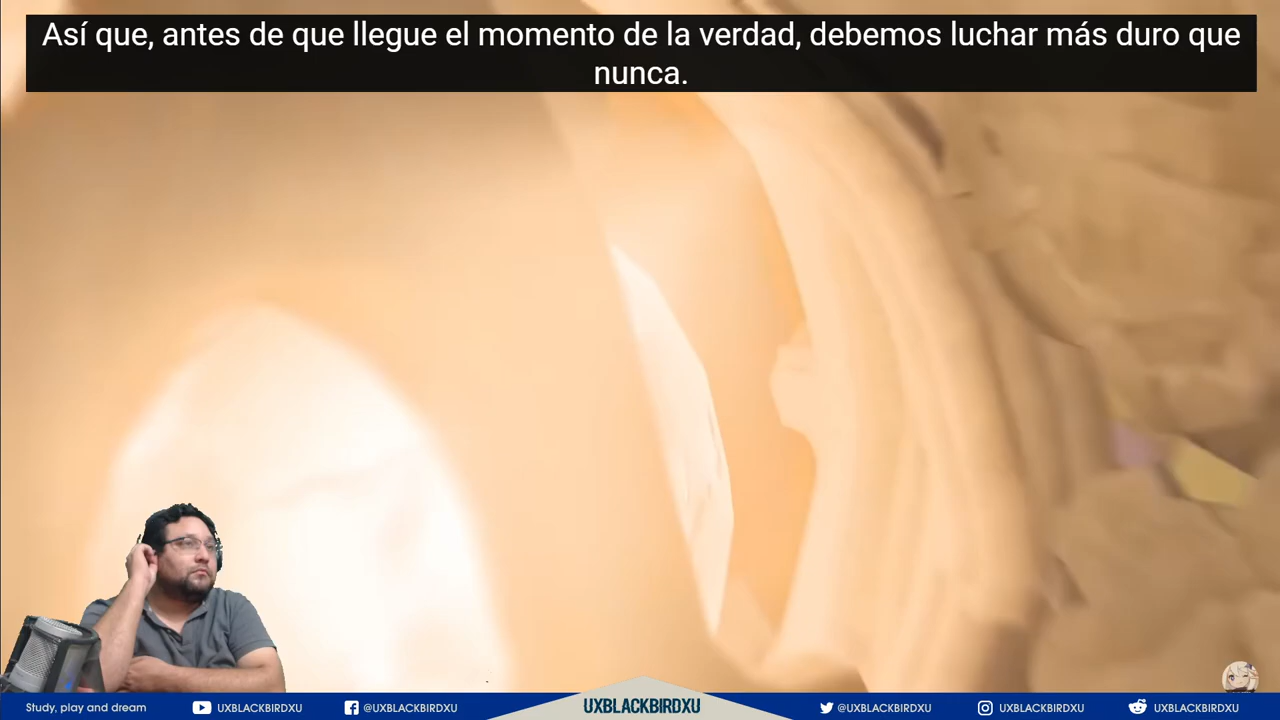 Así que, antes de que llegue el momento de la verdad, debemos luchar más duro que
nunca.
Study, play and dream
UXBLACKBIRDXU
@UXBLACKBIRDXU
UXBLACKBIRDXU
@UXBLACKBIRDXU
UXBLACKBIRDXU
UXBLACKBIRDXU